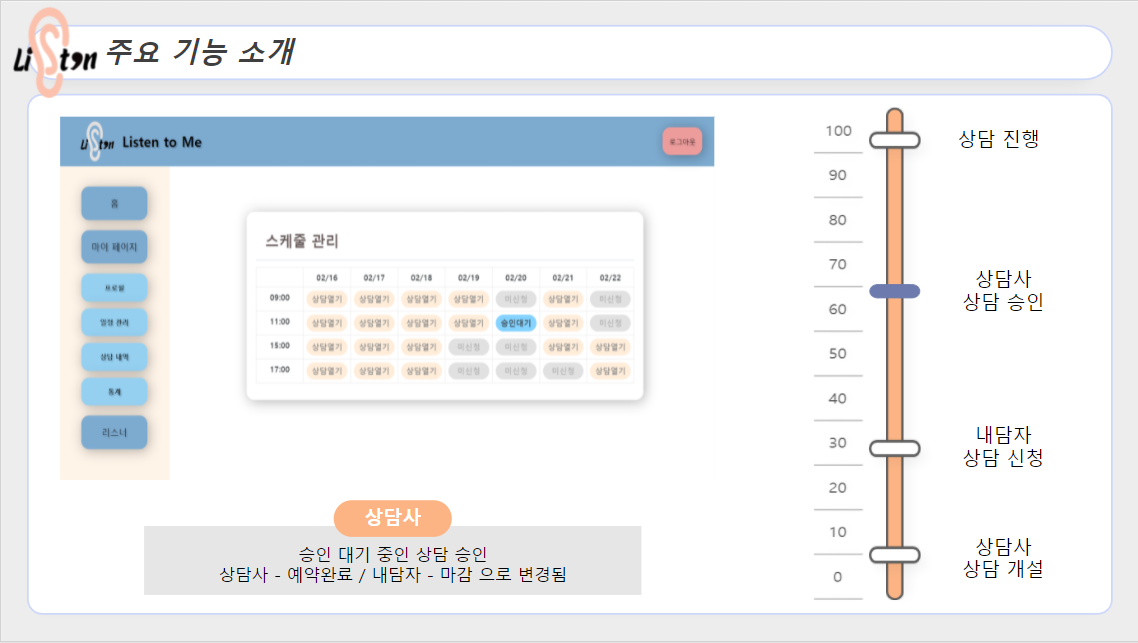 Listen 주요 기능 소개
Listen Listen to Me
로그아웃
홈
마이 페이지
프로필
일정 관리
상담 내역
통계
리스너
스케줄 관리
02/16 02/17 02/18 02/19 02/20 02/21 02/22
09:00 상담열기 상담열기 상담열기 상담열기 미신청 상담열기 미신청
11:00 상담열기 상담열기 상담열기 상담열기 승인대기 상담열기 미신청
15:00 상담열기 상담열기 상담열기 미신청 미신청 상담열기 상담열기
17:00 상담열기 상담열기 상담열기 미신청 미신청 미신청 상담열기
상담사
승인 대기 중인 상담 승인
상담사 - 예약완료 / 내담자 - 마감 으로 변경됨
100
90
80
70
60
50
40
30
20
10
0
상담 진행
상담사
상담 승인
내담자
상담 신청
상담사
상담 개설